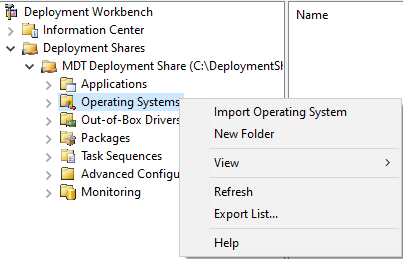 Deployment Workbench
Name
Information Center
Deployment Shares
MDT Deployment Share (C:\DeploymentSh
Applications
Operating Systems
Out-of-Box Drivers
Packages
Task Sequences
Advanced Configu
Monitoring
Import Operating System
New Folder
View
Refresh
Export List...
Help